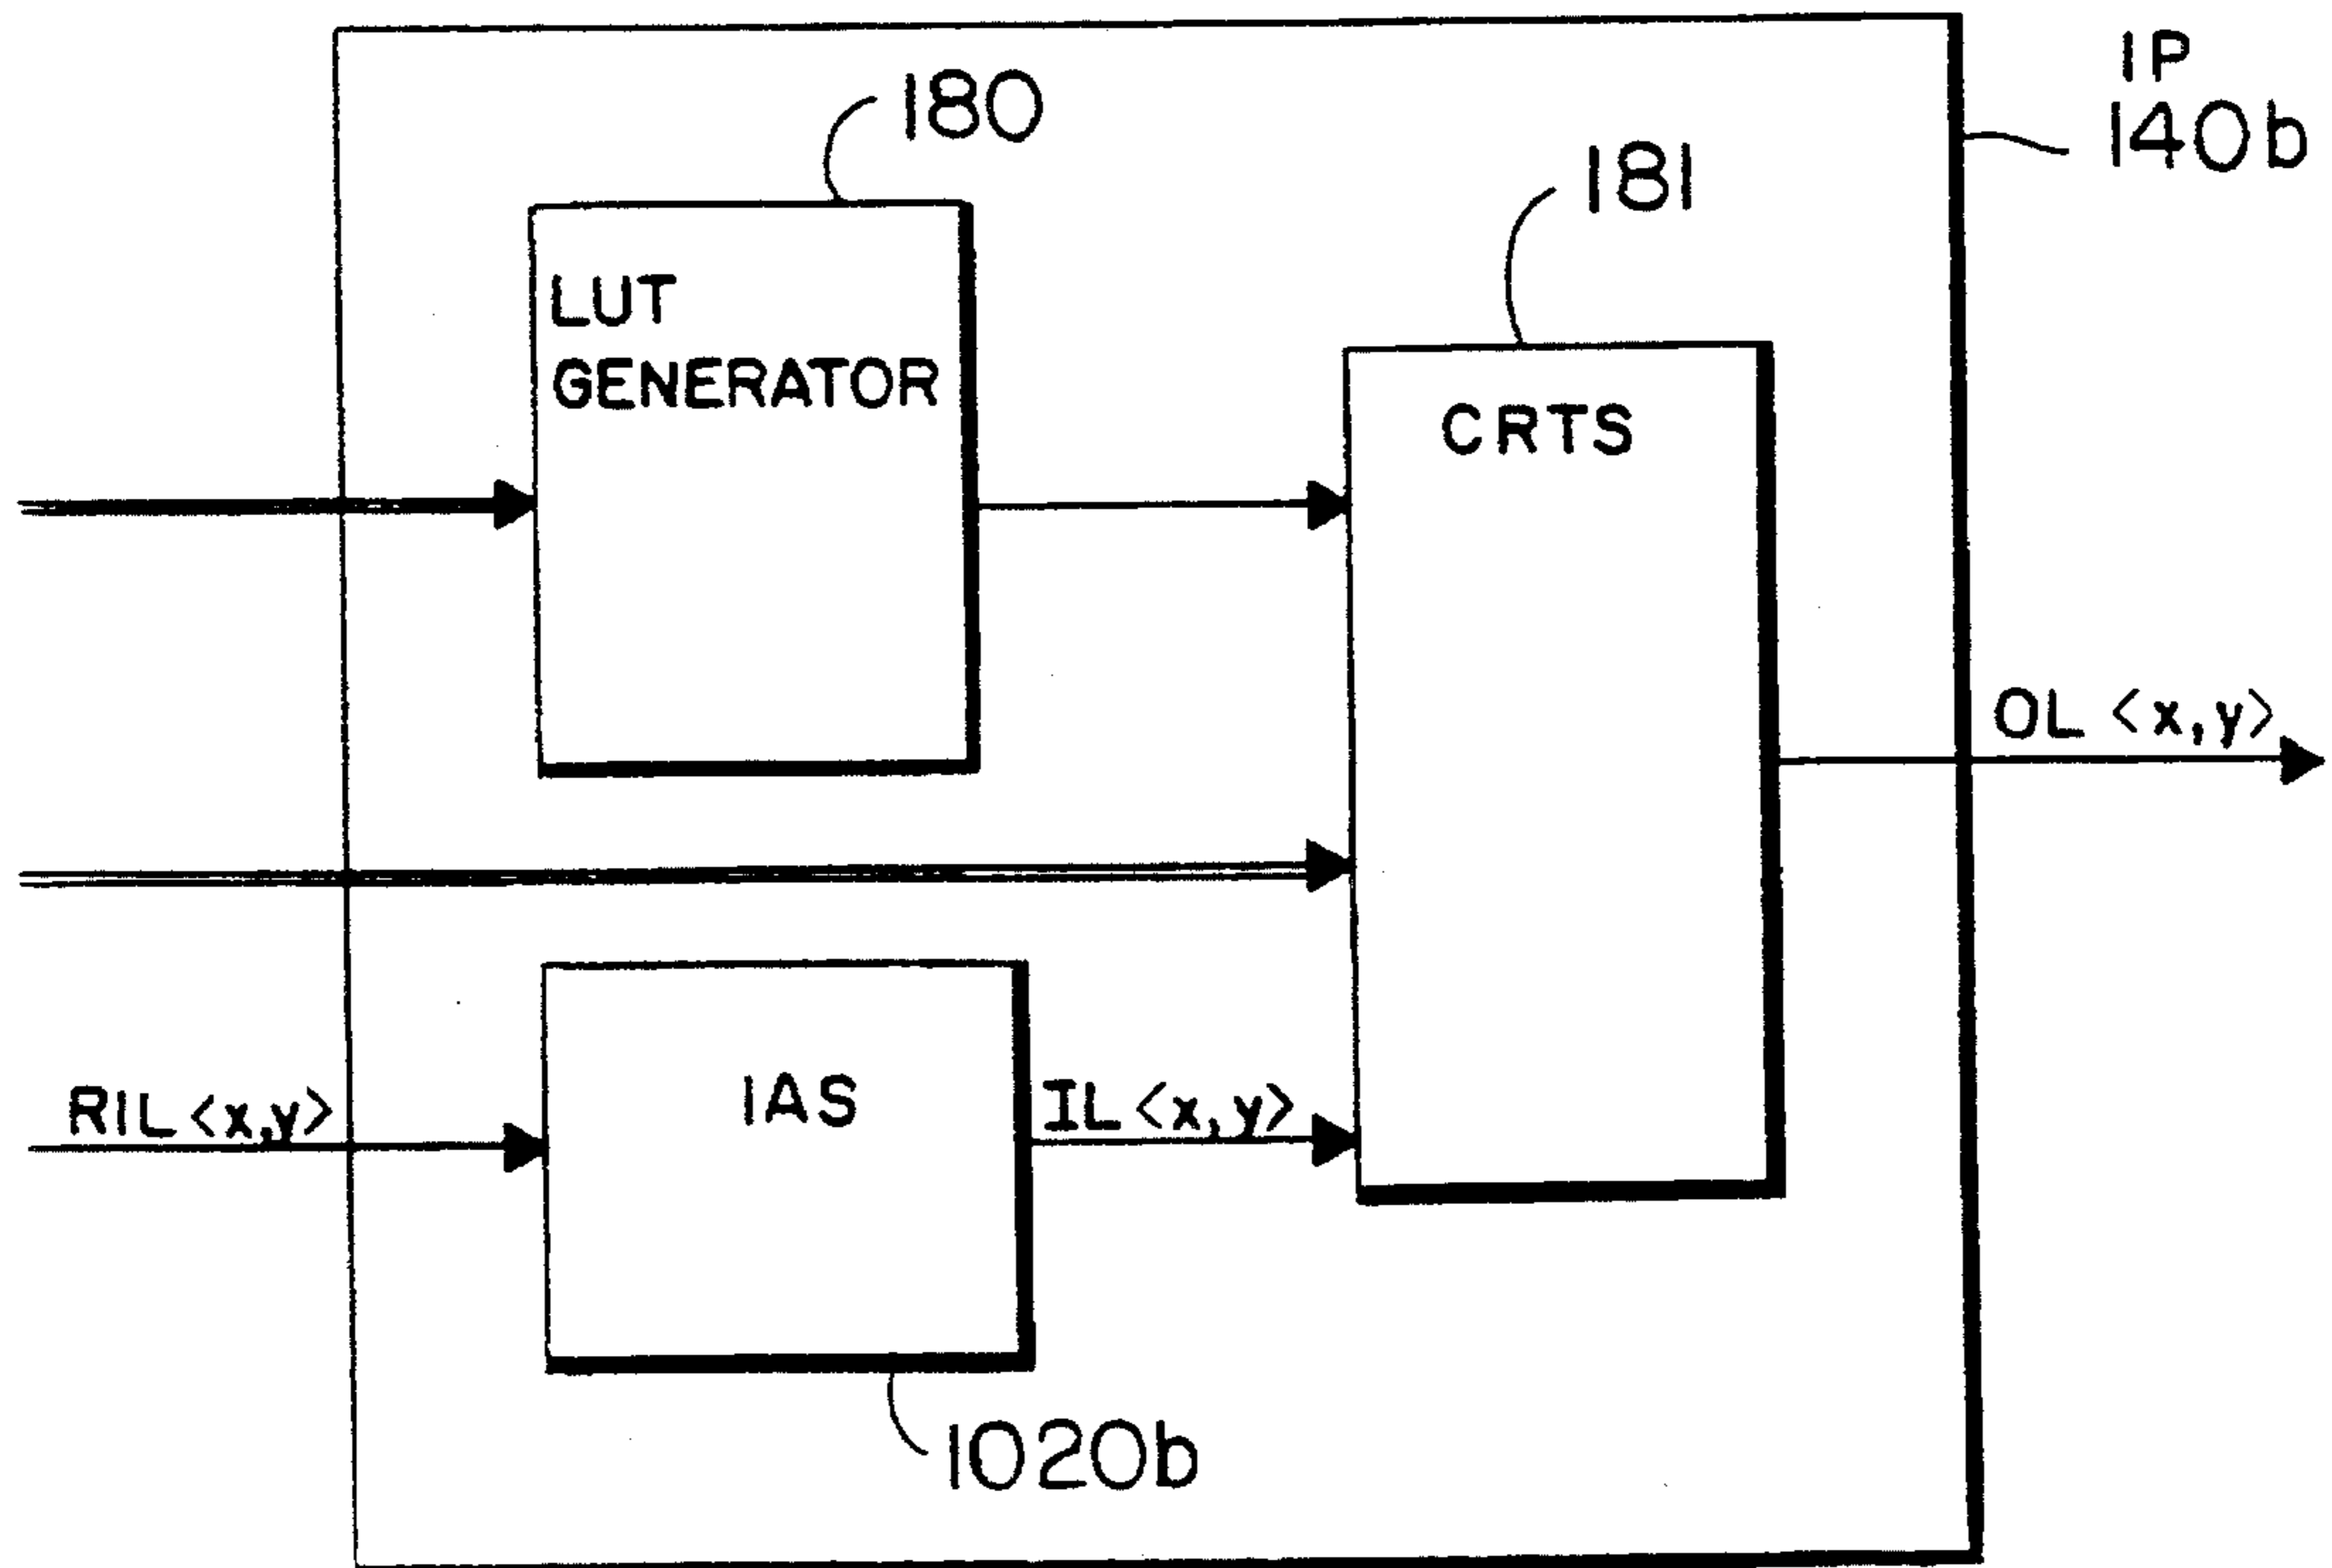 IP
140b
180
181
LUT
GENERATOR
CRTS
OL <x,y>
RIL<x,y>
IAS
IL<x,y>
1020b